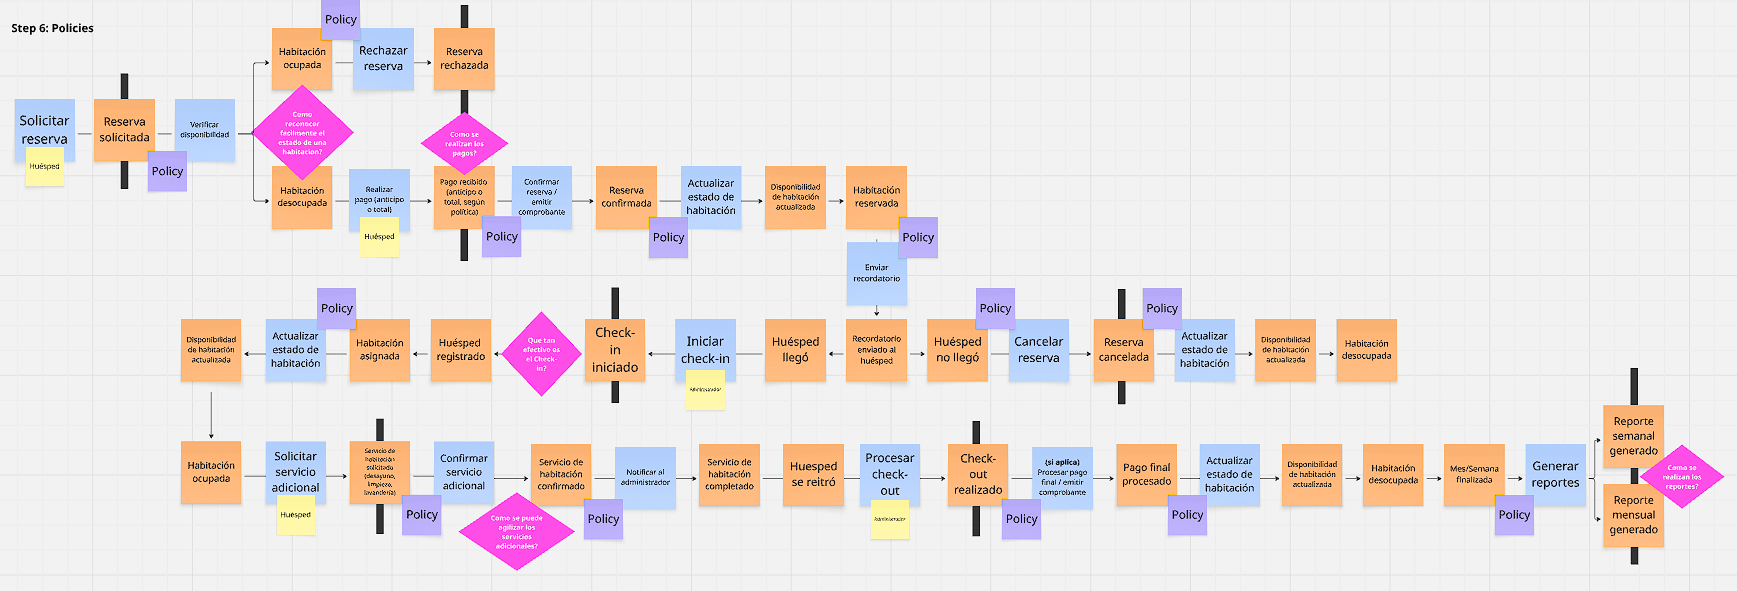 Step 6: Policies
Policy
Habitación
ocupada
Rechazar
reserva
Reserva
rechazada
Solicitar
reserva
Huésped
Reserva
solicitada
Policy
Verificar
disponibilidad
Como
reconocer
facilmente el
estado de una
habitacion?
Como se
realizan los
pagos?
Habitación
desocupada
Realizar
pago (anticipo
o total)
Huésped
Pago recibido
(anticipo o
total, según
política)
Policy
Confirmar
reserva /
emitir
comprobante
Reserva
confirmada
Policy
Actualizar
estado de
habitación
Disponibilidad
de habitación
actualizada
Habitación
reservada
Policy
Enviar
recordatorio
Disponibilidad
de habitación
actualizada
Policy
Actualizar
estado de
habitación
Habitación
asignada
Huésped
registrado
Que tan
efectivo es
el Check-
in?
Check-
in
iniciado
Iniciar
check-in
Administrador
Huésped
llegó
Recordatorio
enviado al
huésped
Huésped
no llegó
Policy
Cancelar
reserva
Reserva
cancelada
Policy
Actualizar
estado de
habitación
Disponibilidad
de habitación
actualizada
Habitación
desocupada
Habitación
ocupada
Solicitar
servicio
adicional
Huésped
Servicio de
habitación
solicitado
(desayuno,
limpieza,
lavandería)
Policy
Confirmar
servicio
adicional
Como se puede
agilizar los
servicios
adicionales?
Servicio de
habitación
confirmado
Policy
Notificar al
administrador
Servicio de
habitación
completado
Huesped
se reitró
Procesar
check-
out
Administrador
Check-
out
realizado
Policy
(si aplica)
Procesar pago
final / emitir
comprobante
Pago final
procesado
Policy
Actualizar
estado de
habitación
Disponibilidad
de habitación
actualizada
Habitación
desocupada
Mes/Semana
finalizada
Policy
Generar
reportes
Reporte
semanal
generado
Como se
realizan los
reportes?
Reporte
mensual
generado